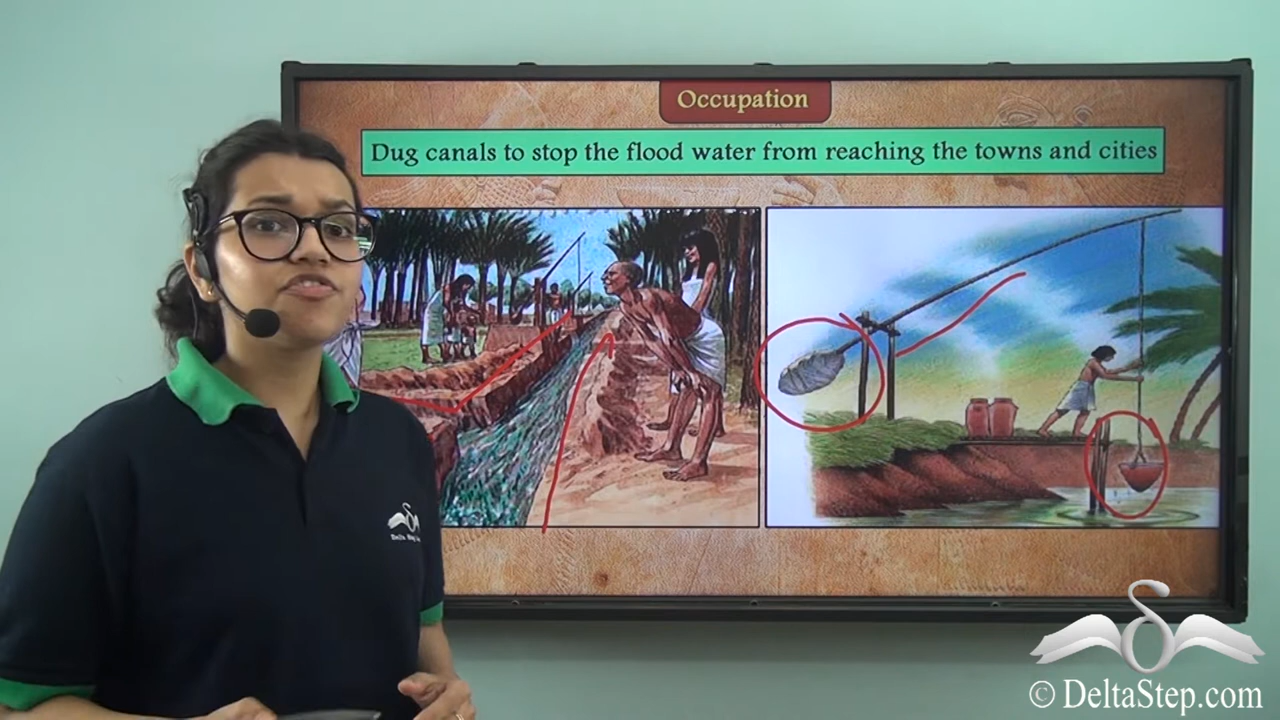 Occupation
Dug canals to stop the flood water from reaching the towns and cities
© DeltaStep.com